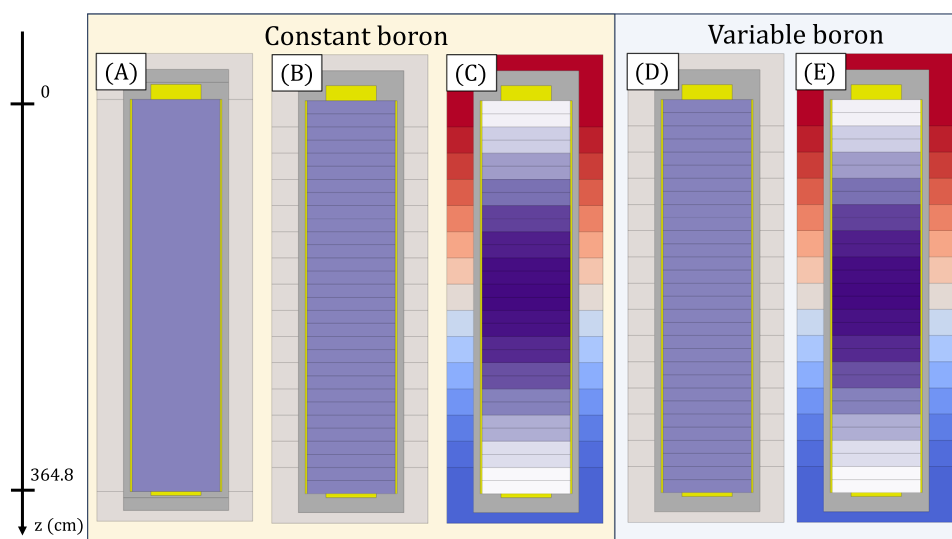 Constant boron
Variable boron
(A)
(B)
(C)
(D)
(E)
0
364.8
z (cm)